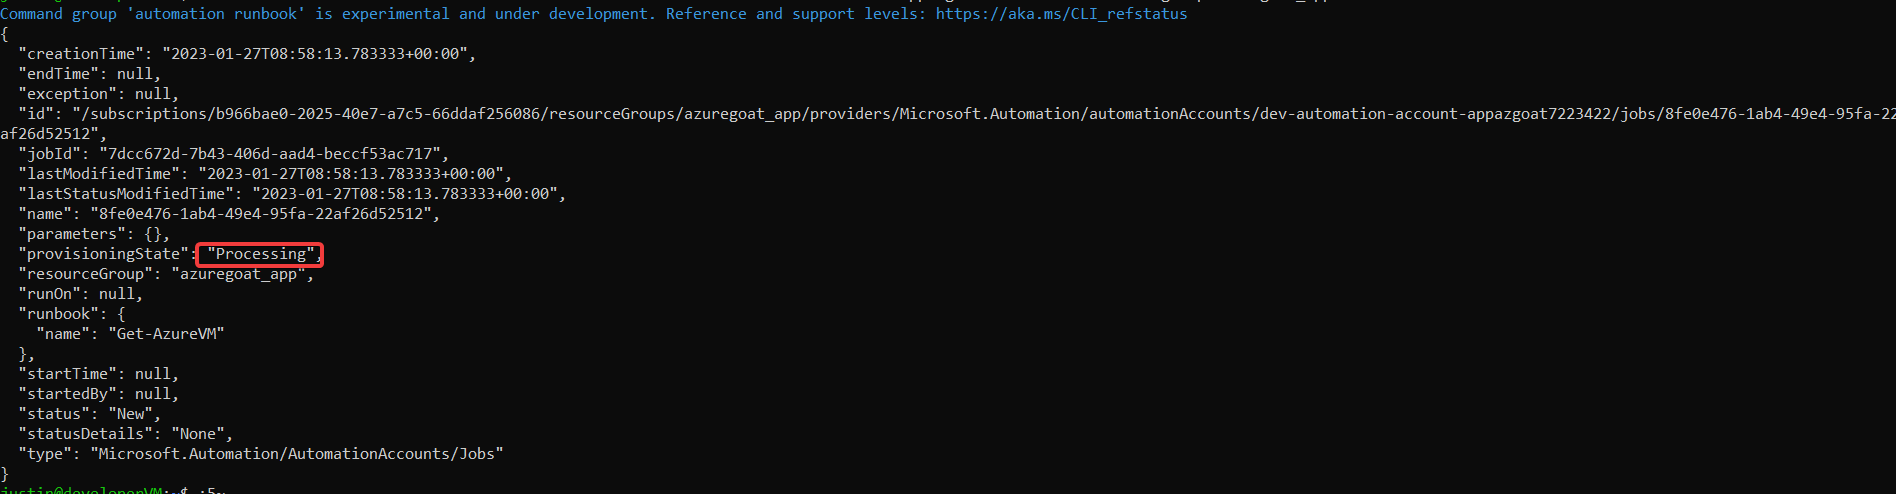 Command group 'automation runbook' is experimental and under development. Reference and support levels: https://aka.ms/CLI_refstatus
{
  "creationTime": "2023-01-27T08:58:13.783333+00:00",
  "endTime": null,
  "exception": null,
  "id": "/subscriptions/b966bae0-2025-40e7-a7c5-66ddaf256086/resourceGroups/azuregoat_app/providers/Microsoft.Automation/automationAccounts/dev-automation-account-appazgoat7223422/jobs/8fe0e476-1ab4-49e4-95fa-22
af26d52512",
  "jobId": "7dcc672d-7b43-406d-aad4-beccf53ac717",
  "lastModifiedTime": "2023-01-27T08:58:13.783333+00:00",
  "lastStatusModifiedTime": "2023-01-27T08:58:13.783333+00:00",
  "name": "8fe0e476-1ab4-49e4-95fa-22af26d52512",
  "parameters": {},
  "provisioningState": "Processing",
  "resourceGroup": "azuregoat_app",
  "runOn": null,
  "runbook": {
    "name": "Get-AzureVM"
  },
  "startTime": null,
  "startedBy": null,
  "status": "New",
  "statusDetails": "None",
  "type": "Microsoft.Automation/AutomationAccounts/Jobs"
}
justin@developerVM:~$